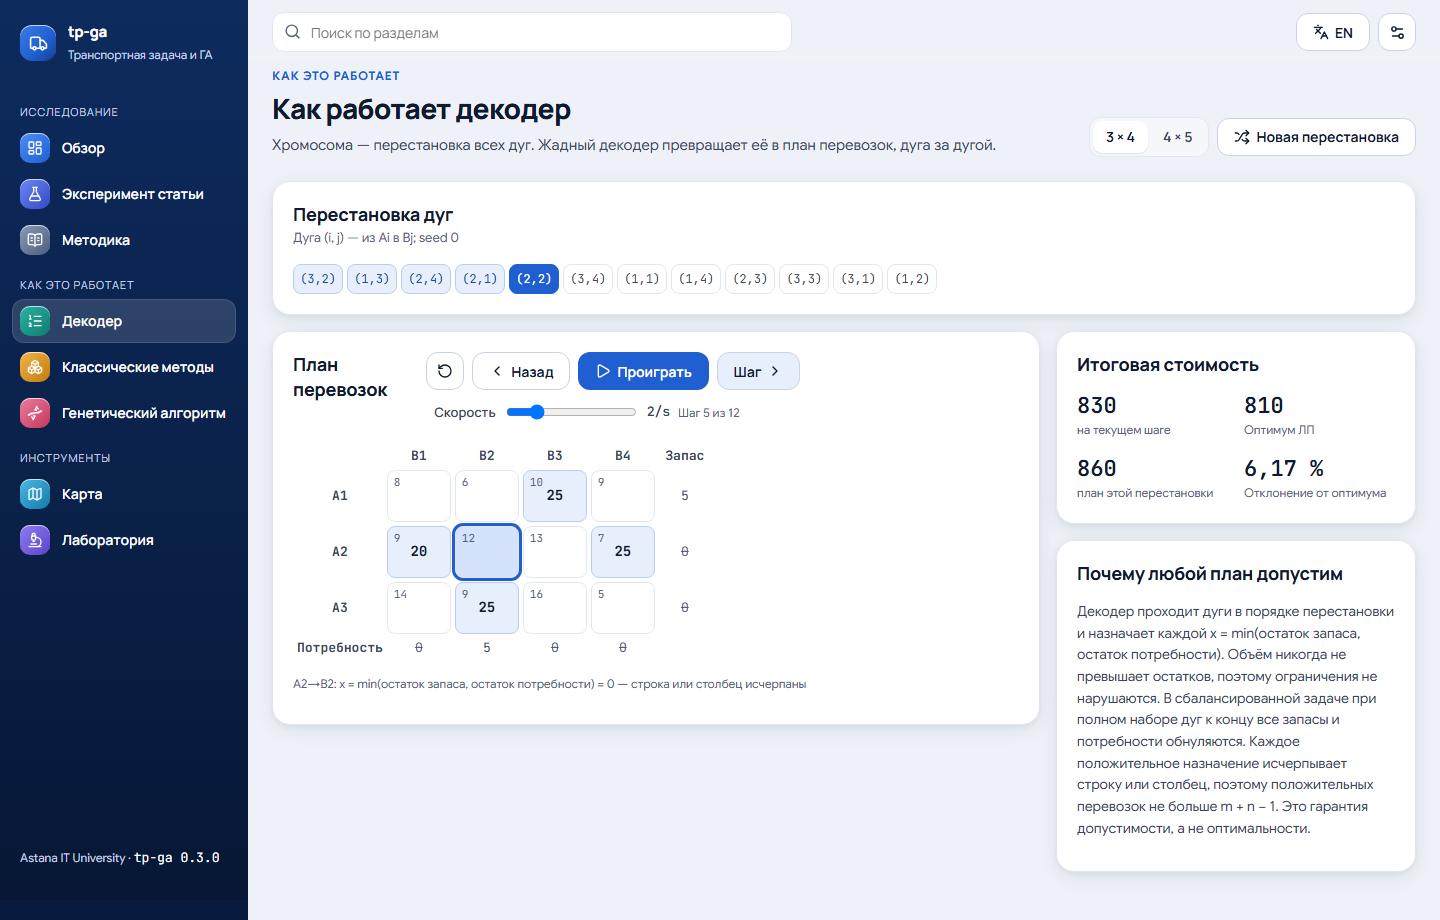 tp-ga
Транспортная задача и ГА
ИССЛЕДОВАНИЕ
Обзор
Эксперимент статьи
Методика
КАК ЭТО РАБОТАЕТ
Декодер
Классические методы
Генетический алгоритм
ИНСТРУМЕНТЫ
Карта
Лаборатория
Astana IT University · tp-ga 0.3.0
Поиск по разделам
EN
КАК ЭТО РАБОТАЕТ
Как работает декодер
Хромосома — перестановка всех дуг. Жадный декодер превращает её в план перевозок, дуга за дугой.
3 × 4 4 × 5 Новая перестановка
Перестановка дуг
Дуга (i, j) — из Ai в Bj; seed 0
(3,2) (1,3) (2,4) (2,1) (2,2) (3,4) (1,1) (1,4) (2,3) (3,3) (3,1) (1,2)
План
перевозок
Назад Проиграть Шаг
Скорость 2/s Шаг 5 из 12
B1 B2 B3 B4 Запас
A1 8 6 10 25 9 5
A2 9 20 12 13 7 25 0
A3 14 9 25 16 5 0
Потребность 0 5 0 0
A2→B2: x = min(остаток запаса, остаток потребности) = 0 — строка или столбец исчерпаны
Итоговая стоимость
830 810
на текущем шаге Оптимум ЛП
860 6,17 %
план этой перестановки Отклонение от оптимума
Почему любой план допустим
Декодер проходит дуги в порядке перестановки
и назначает каждой x = min(остаток запаса,
остаток потребности). Объём никогда не
превышает остатков, поэтому ограничения не
нарушаются. В сбалансированной задаче при
полном наборе дуг к концу все запасы и
потребности обнуляются. Каждое
положительное назначение исчерпывает
строку или столбец, поэтому положительных
перевозок не больше m + n − 1. Это гарантия
допустимости, а не оптимальности.